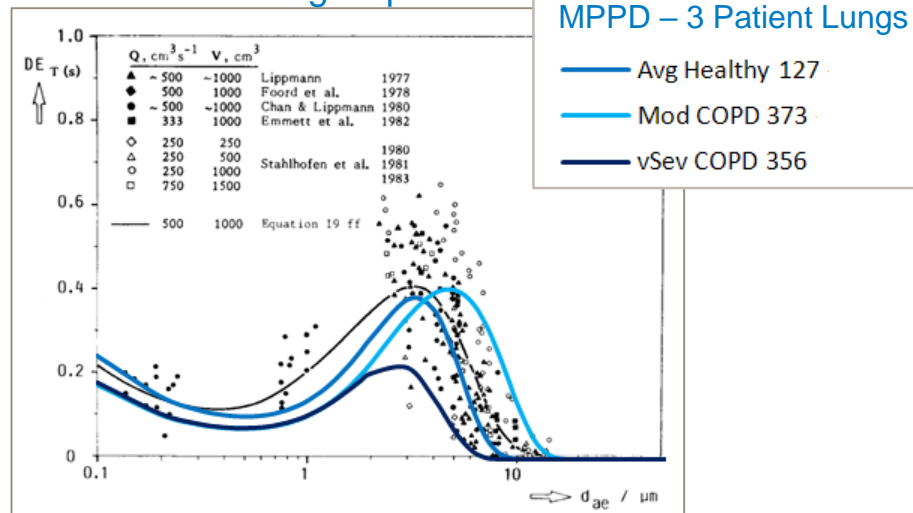 MPPD – 3 Patient Lungs
Avg Healthy 127
Mod COPD 373
vSev COPD 356
1.0
DE T(s)
0.8
0.6
0.4
0.2
0
Q, cm³s⁻¹ V, cm³
~ 500 ~1000 Lippmann 1977
500 1000 Foord et al. 1978
~ 500 ~1000 Chan & Lippmann 1980
333 1000 Emmett et al. 1982
250 250 1980
250 500 Stahlhofen et al. 1981
250 1000 1983
750 1500
500 1000 Equation 19 ff
0.1 1 10
d ae / µm